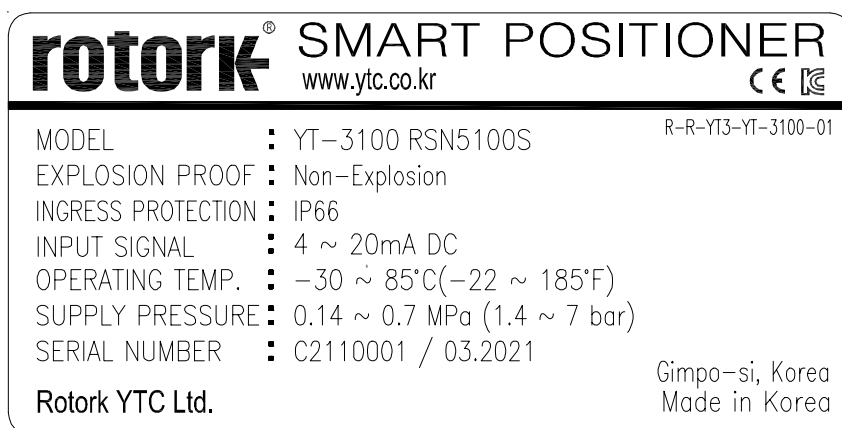 rotork® SMART POSITIONER
www.ytc.co.kr
CE
R-R-YT3-YT-3100-01
MODEL : YT-3100 RSN5100S
EXPLOSION PROOF : Non-Explosion
INGRESS PROTECTION : IP66
INPUT SIGNAL : 4 ~ 20mA DC
OPERATING TEMP. : -30 ~ 85°C(-22 ~ 185°F)
SUPPLY PRESSURE : 0.14 ~ 0.7 MPa (1.4 ~ 7 bar)
SERIAL NUMBER : C2110001 / 03.2021
Gimpo-si, Korea
Rotork YTC Ltd.
Made in Korea